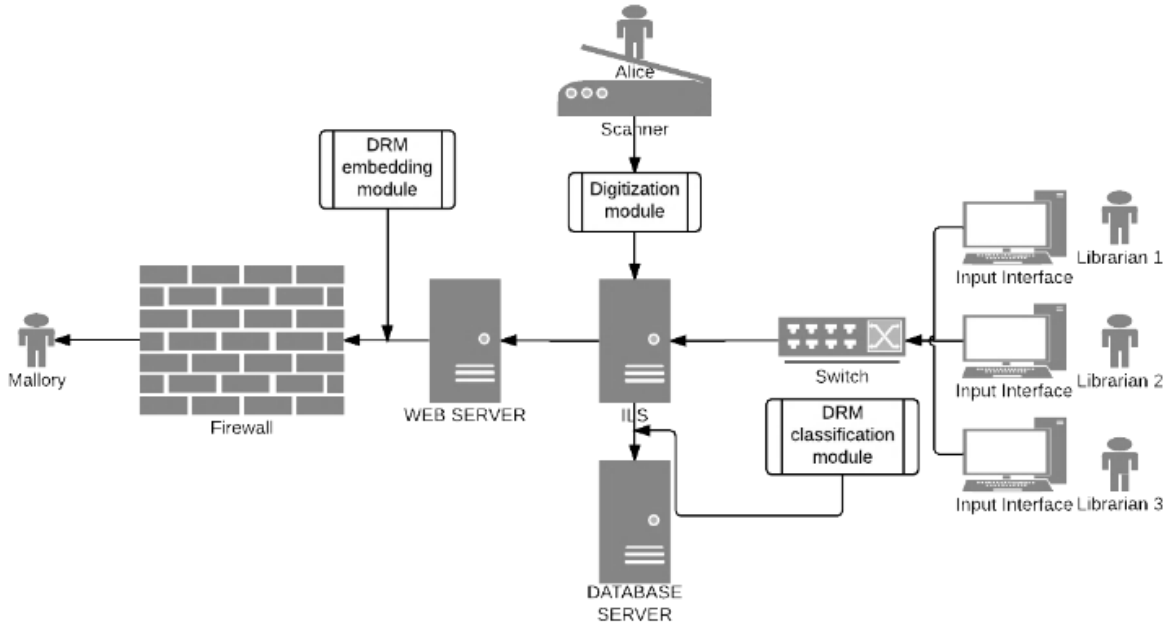 Alice
Scanner
DRM
embedding
module
Digitization
module
Input Interface
Librarian 1
Mallory
Firewall
WEB SERVER
ILS
Switch
Input Interface
Librarian 2
DRM
classification
module
Input Interface
Librarian 3
DATABASE
SERVER